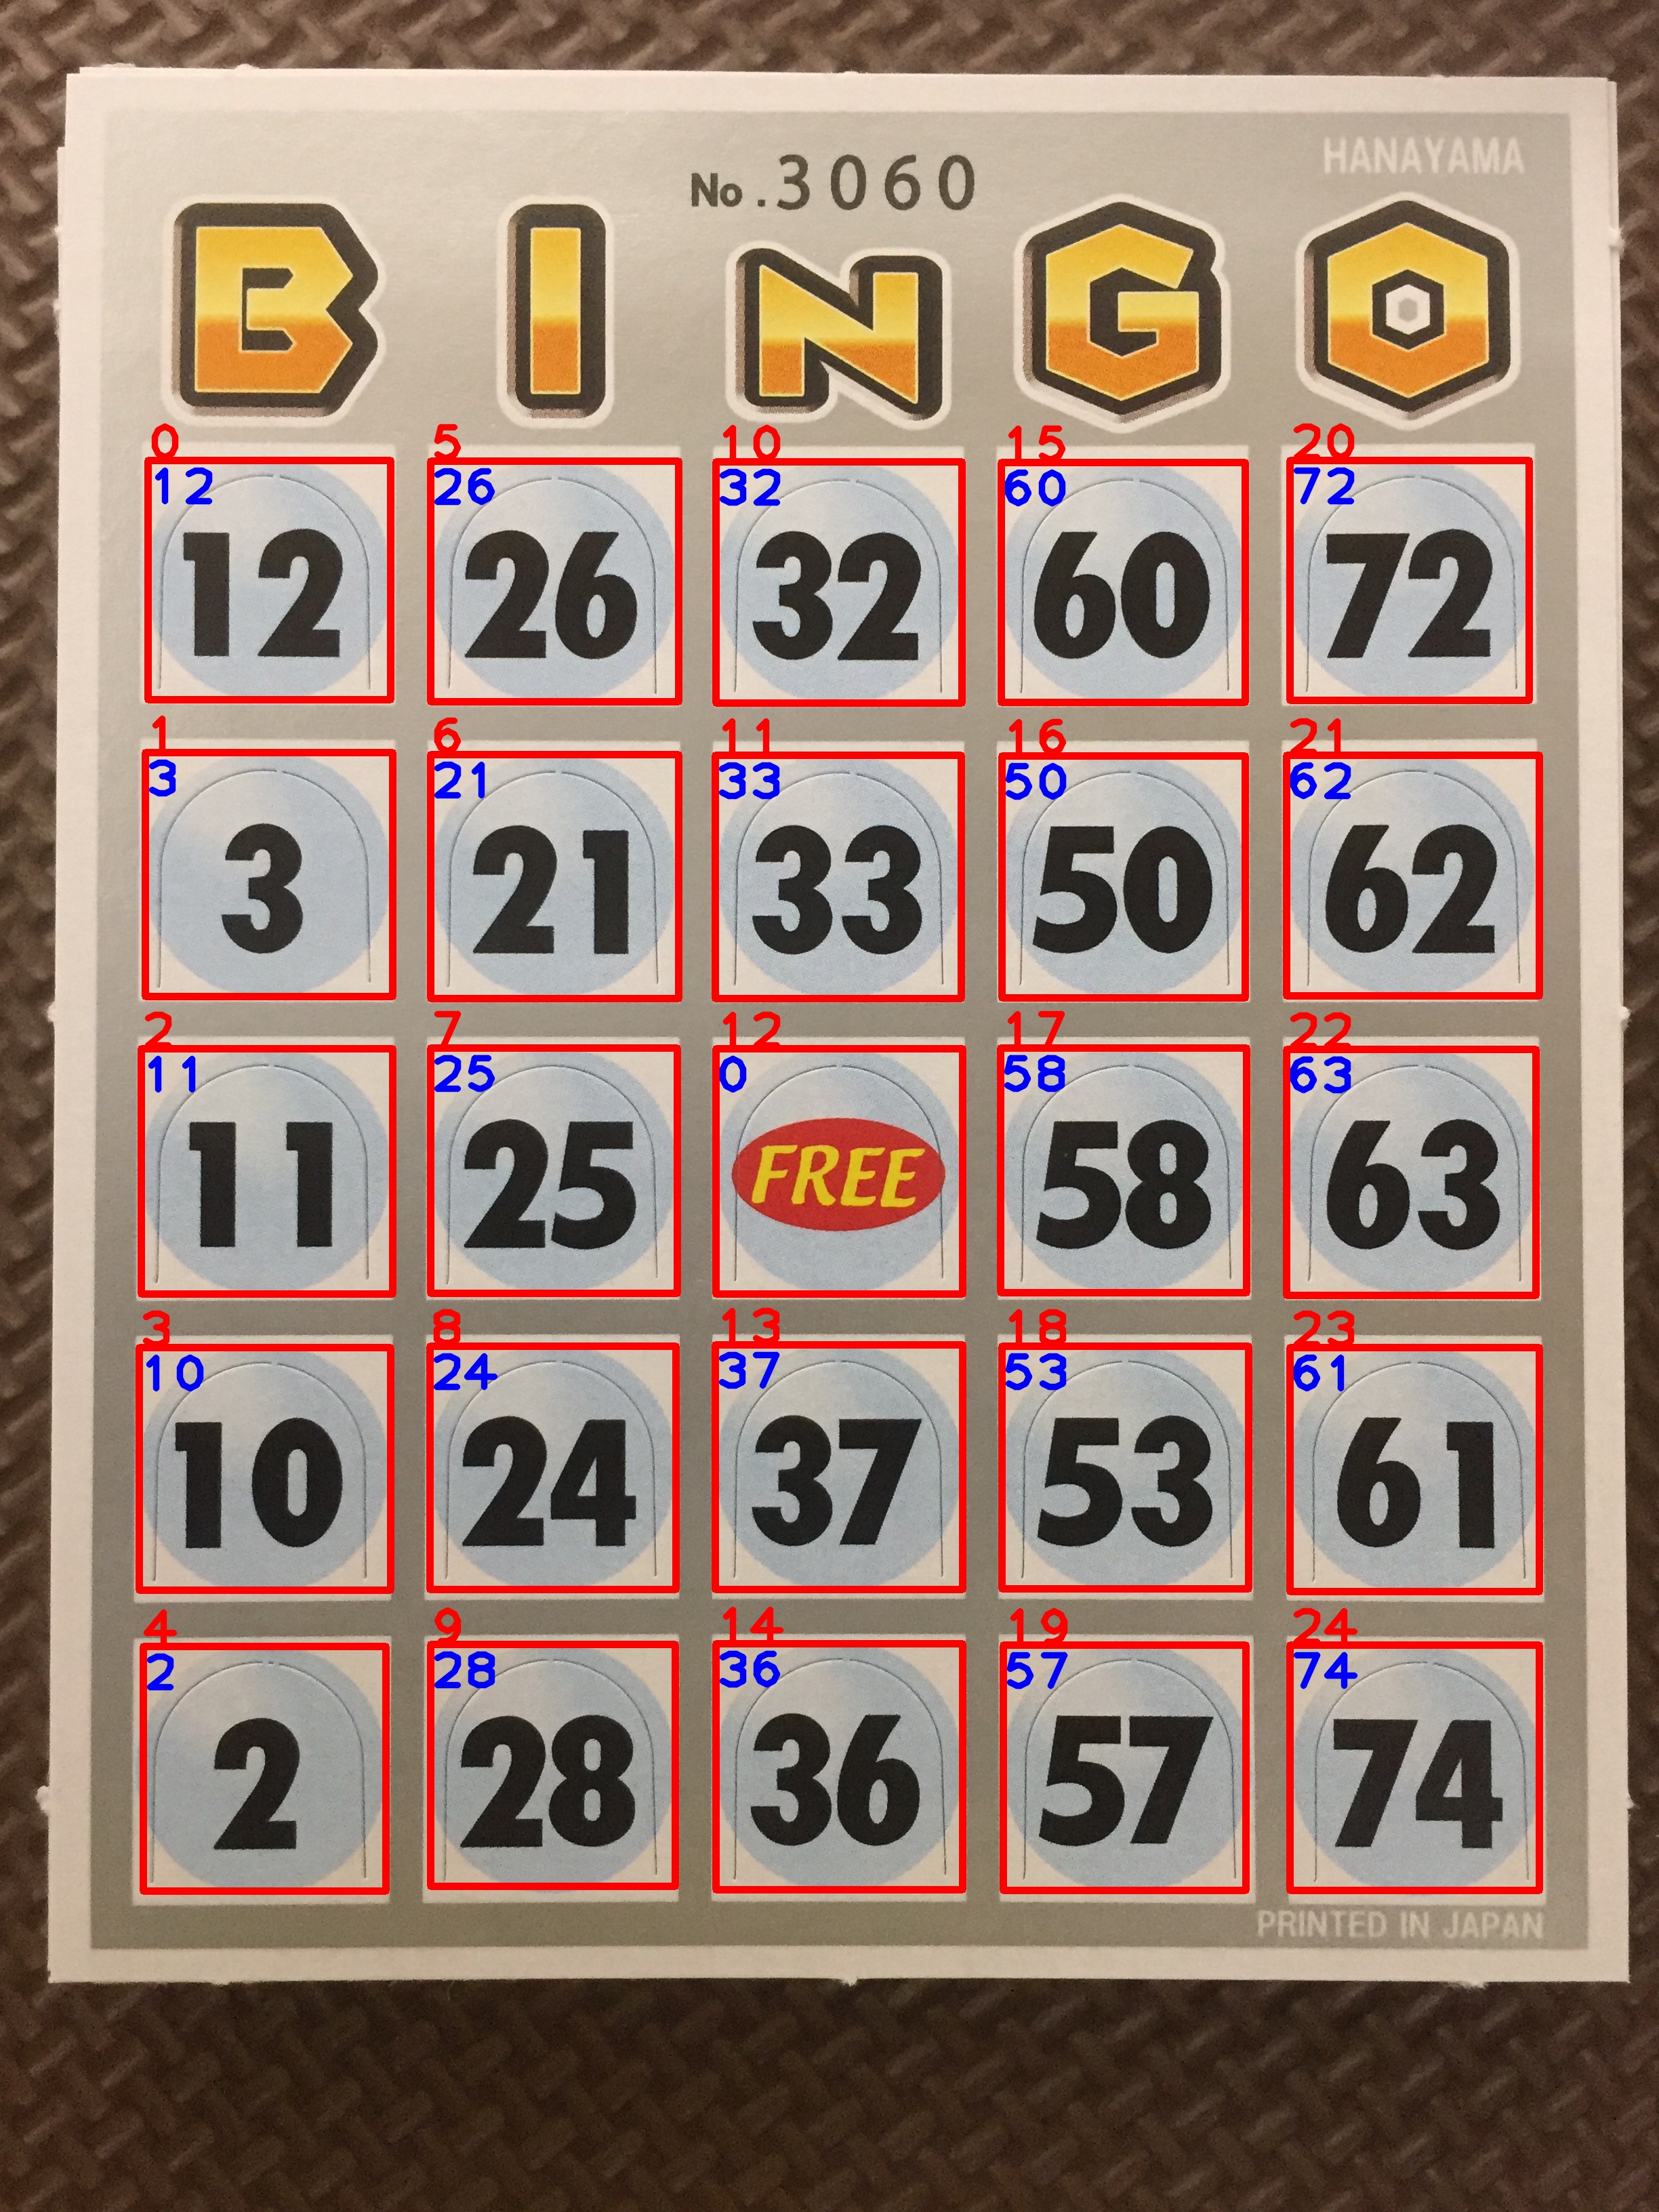 HANAYAMA
No.3060
B I N G O
0 5 10 15 20
12 26 32 60 72
12 26 32 60 72
1 6 11 16 21
3 21 33 50 62
3 21 33 50 62
2 7 12 17 22
11 25 0 58 63
11 25 FREE 58 63
3 8 13 18 23
10 24 37 53 61
10 24 37 53 61
4 9 14 19 24
2 28 36 57 74
2 28 36 57 74
PRINTED IN JAPAN